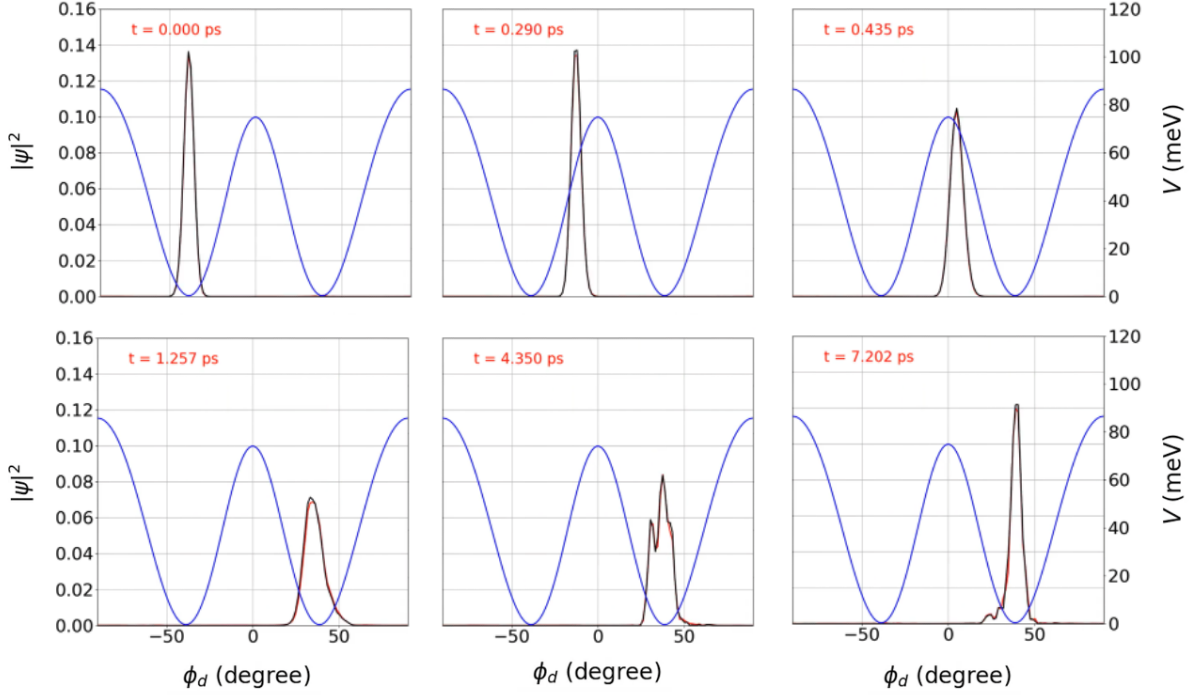 t = 0.000 ps
0.16
0.14
0.12
0.10
0.08
0.06
0.04
0.02
0.00
|ψ|²
t = 0.290 ps
t = 0.435 ps
120
100
80
60
40
20
0
V (meV)
t = 1.257 ps
0.16
0.14
0.12
0.10
0.08
0.06
0.04
0.02
0.00
|ψ|²
−50 0 50
ϕd (degree)
t = 4.350 ps
−50 0 50
ϕd (degree)
t = 7.202 ps
120
100
80
60
40
20
0
V (meV)
−50 0 50
ϕd (degree)